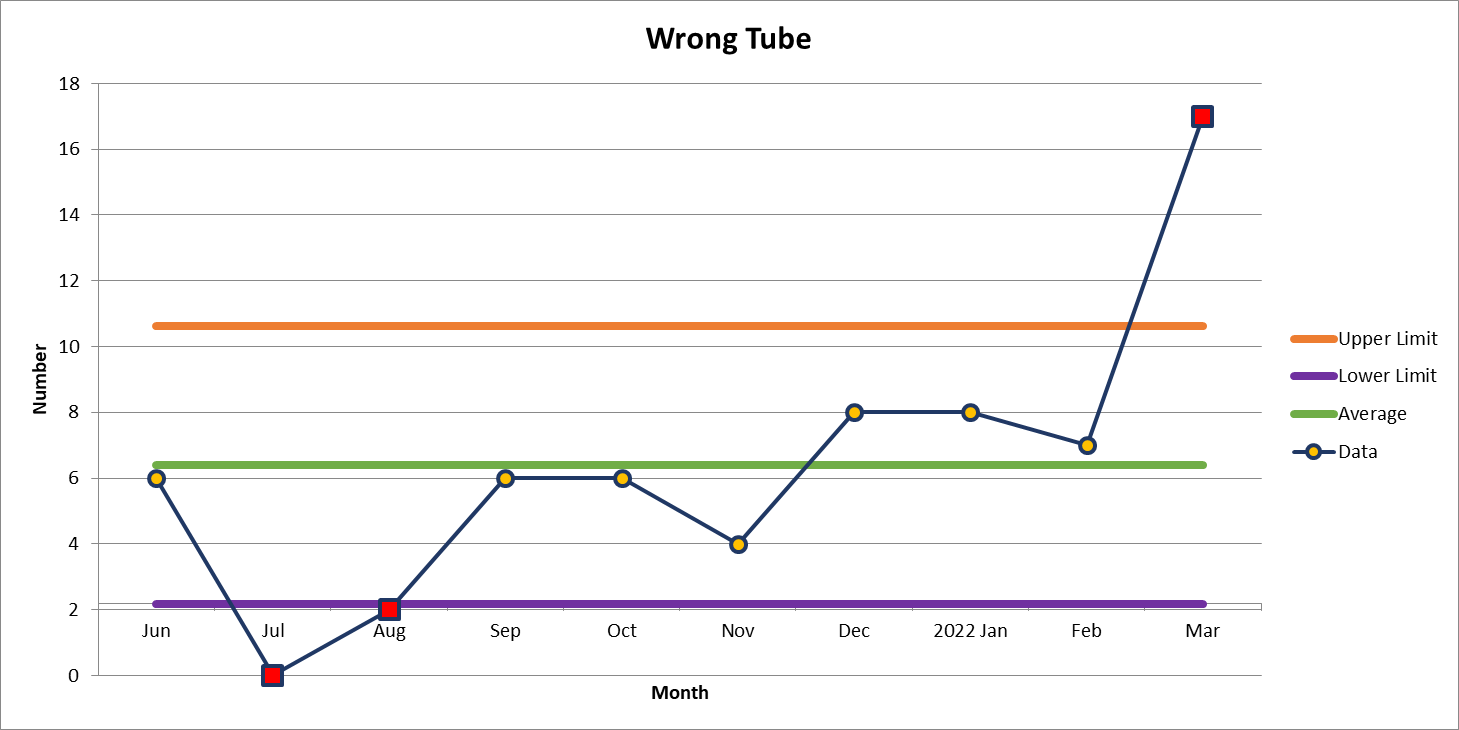 Wrong Tube
18
16
14
12
10
8
6
4
2
0
Number
Jun Jul Aug Sep Oct Nov Dec 2022 Jan Feb Mar
Month
Upper Limit
Lower Limit
Average
Data